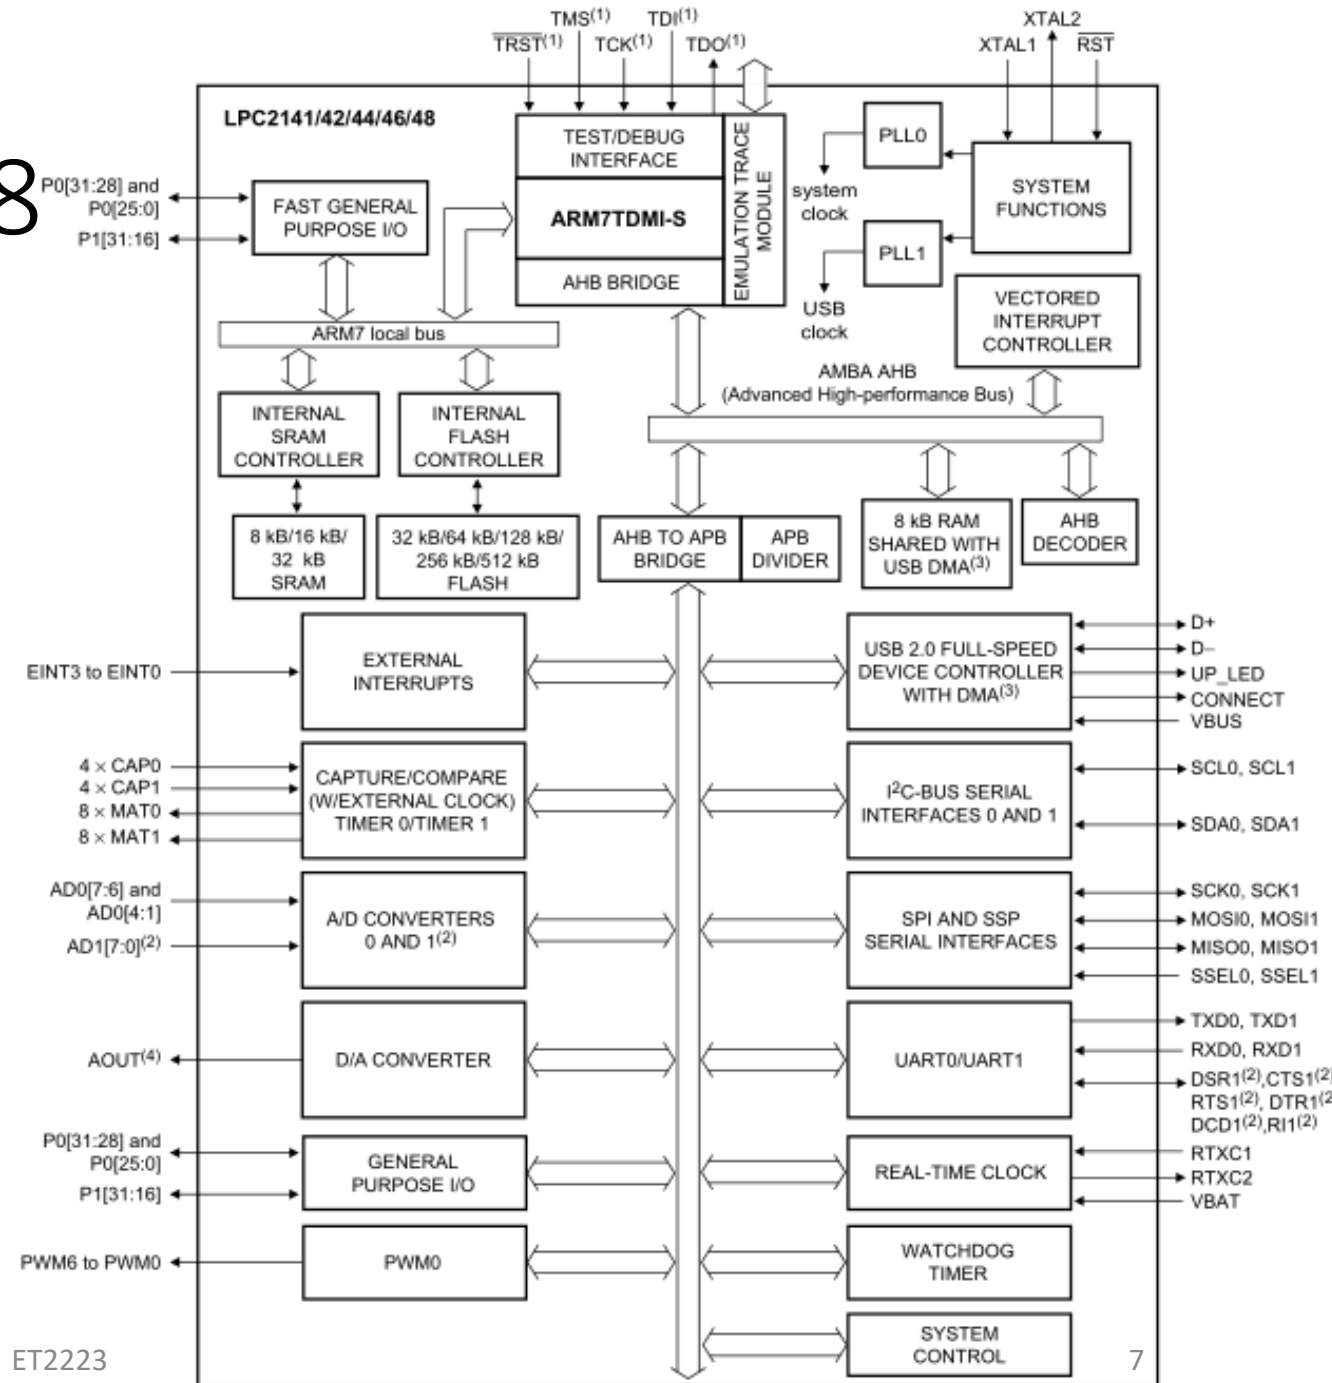 TMS(1) TDI(1)
TRST(1) TCK(1) TDO(1)
XTAL2
XTAL1 RST
LPC2141/42/44/46/48
8
P0[31:28] and
P0[25:0]
P1[31:16]
FAST GENERAL
PURPOSE I/O
TEST/DEBUG
INTERFACE
ARM7TDMI-S
AHB BRIDGE
EMULATION TRACE
MODULE
PLL0
system
clock
PLL1
USB
clock
SYSTEM
FUNCTIONS
VECTORED
INTERRUPT
CONTROLLER
ARM7 local bus
AMBA AHB
(Advanced High-performance Bus)
INTERNAL
SRAM
CONTROLLER
INTERNAL
FLASH
CONTROLLER
8 kB/16 kB/
32 kB
SRAM
32 kB/64 kB/128 kB/
256 kB/512 kB
FLASH
AHB TO APB
BRIDGE
APB
DIVIDER
8 kB RAM
SHARED WITH
USB DMA(3)
AHB
DECODER
EINT3 to EINT0
EXTERNAL
INTERRUPTS
USB 2.0 FULL-SPEED
DEVICE CONTROLLER
WITH DMA(3)
D+
D−
UP_LED
CONNECT
VBUS
4 × CAP0
4 × CAP1
8 × MAT0
8 × MAT1
CAPTURE/COMPARE
(W/EXTERNAL CLOCK)
TIMER 0/TIMER 1
I2C-BUS SERIAL
INTERFACES 0 AND 1
SCL0, SCL1
SDA0, SDA1
AD0[7:6] and
AD0[4:1]
AD1[7:0](2)
A/D CONVERTERS
0 AND 1(2)
SPI AND SSP
SERIAL INTERFACES
SCK0, SCK1
MOSI0, MOSI1
MISO0, MISO1
SSEL0, SSEL1
AOUT(4)
D/A CONVERTER
UART0/UART1
TXD0, TXD1
RXD0, RXD1
DSR1(2),CTS1(2)
RTS1(2), DTR1(2
DCD1(2),RI1(2)
P0[31:28] and
P0[25:0]
P1[31:16]
GENERAL
PURPOSE I/O
REAL-TIME CLOCK
RTXC1
RTXC2
VBAT
PWM6 to PWM0
PWM0
WATCHDOG
TIMER
SYSTEM
CONTROL
ET2223
7